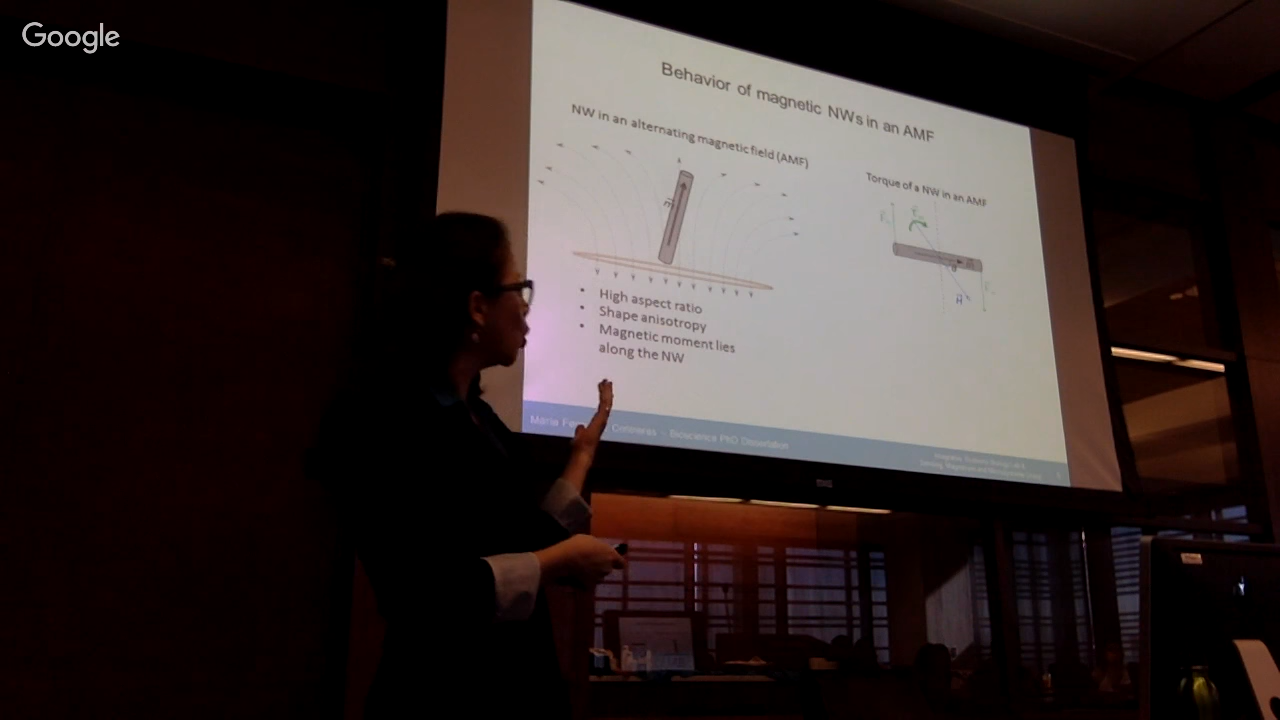 Google
Behavior of magnetic NWs in an AMF
NW in an alternating magnetic field (AMF)
Torque of a NW in an AMF
• High aspect ratio
• Shape anisotropy
• Magnetic moment lies
along the NW
Contreras - Bioscience PhD Dissertation